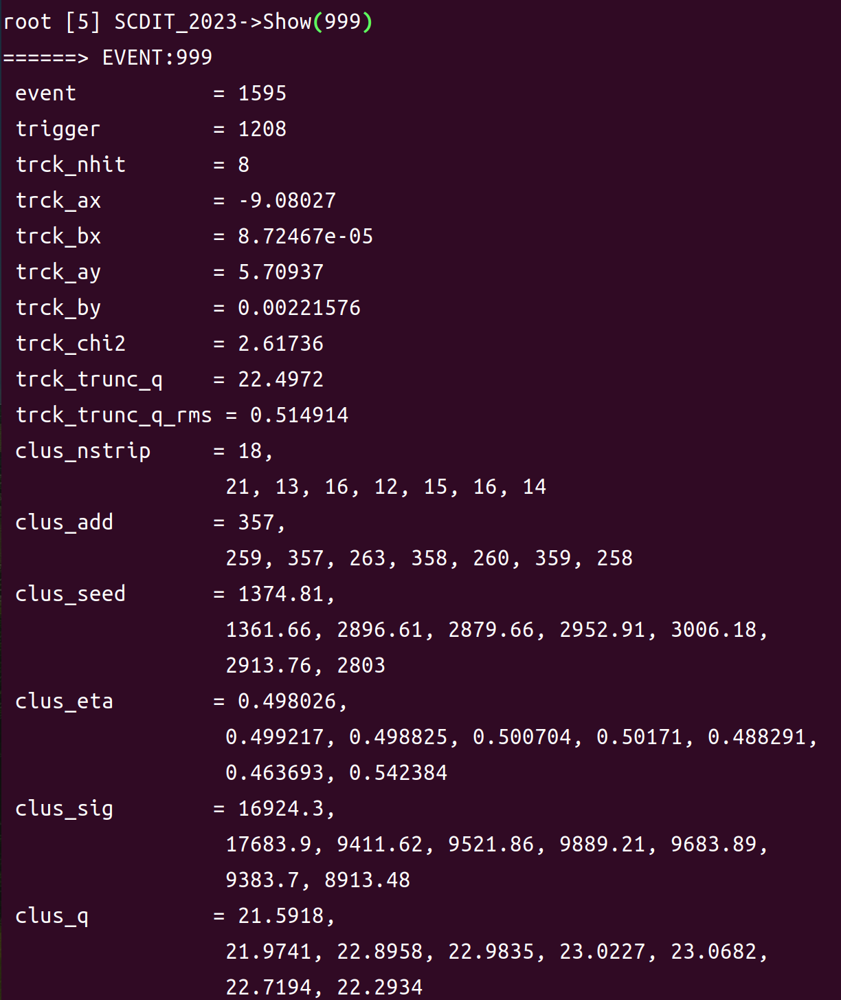 root [5] SCDIT_2023->Show(999)
======> EVENT:999
event = 1595
trigger = 1208
trck_nhit = 8
trck_ax = -9.08027
trck_bx = 8.72467e-05
trck_ay = 5.70937
trck_by = 0.00221576
trck_chi2 = 2.61736
trck_trunc_q = 22.4972
trck_trunc_q_rms = 0.514914
clus_nstrip = 18,
21, 13, 16, 12, 15, 16, 14
clus_add = 357,
259, 357, 263, 358, 260, 359, 258
clus_seed = 1374.81,
1361.66, 2896.61, 2879.66, 2952.91, 3006.18,
2913.76, 2803
clus_eta = 0.498026,
0.499217, 0.498825, 0.500704, 0.50171, 0.488291,
0.463693, 0.542384
clus_sig = 16924.3,
17683.9, 9411.62, 9521.86, 9889.21, 9683.89,
9383.7, 8913.48
clus_q = 21.5918,
21.9741, 22.8958, 22.9835, 23.0227, 23.0682,
22.7194, 22.2934